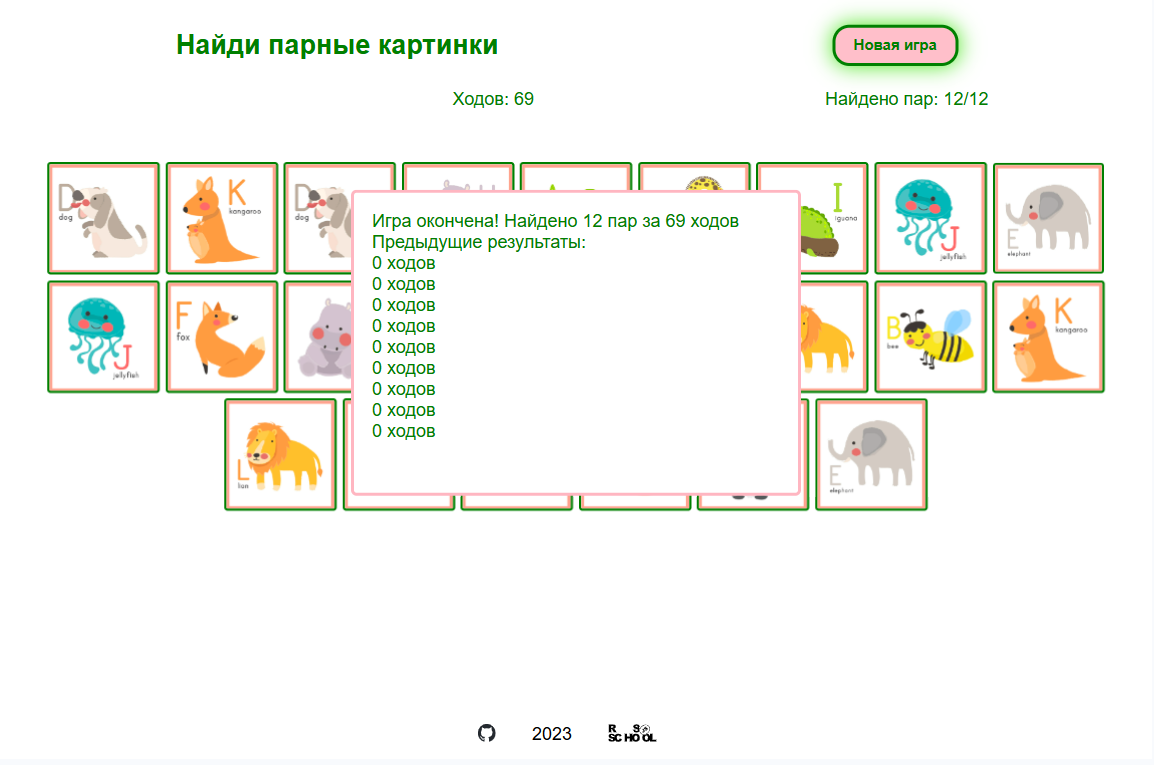 Найди парные картинки
Новая игра
Ходов: 69
Найдено пар: 12/12
D
dog
K
kangaroo
D
dog
I
iguana
J
jellyfish
E
elephant
Игра окончена! Найдено 12 пар за 69 ходов
Предыдущие результаты:
0 ходов
0 ходов
0 ходов
0 ходов
0 ходов
0 ходов
0 ходов
0 ходов
0 ходов
J
jellyfish
F
fox
B
bee
K
kangaroo
L
lion
E
elephant
2023
RS
SCHOOL